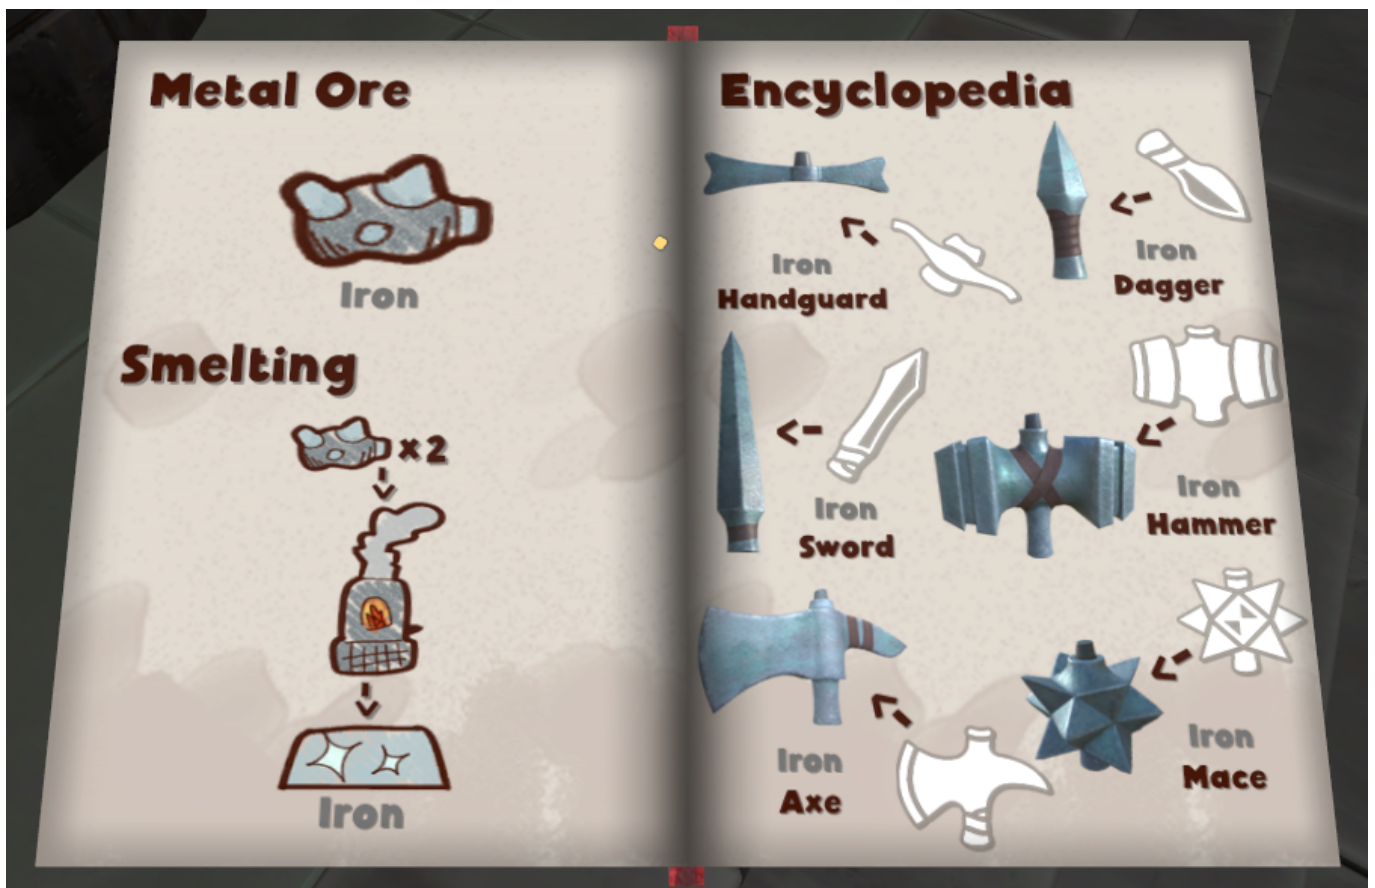 Metal Ore
Iron
Smelting
×2
Iron
Encyclopedia
Iron
Handguard
Iron
Dagger
Iron
Sword
Iron
Hammer
Iron
Axe
Iron
Mace